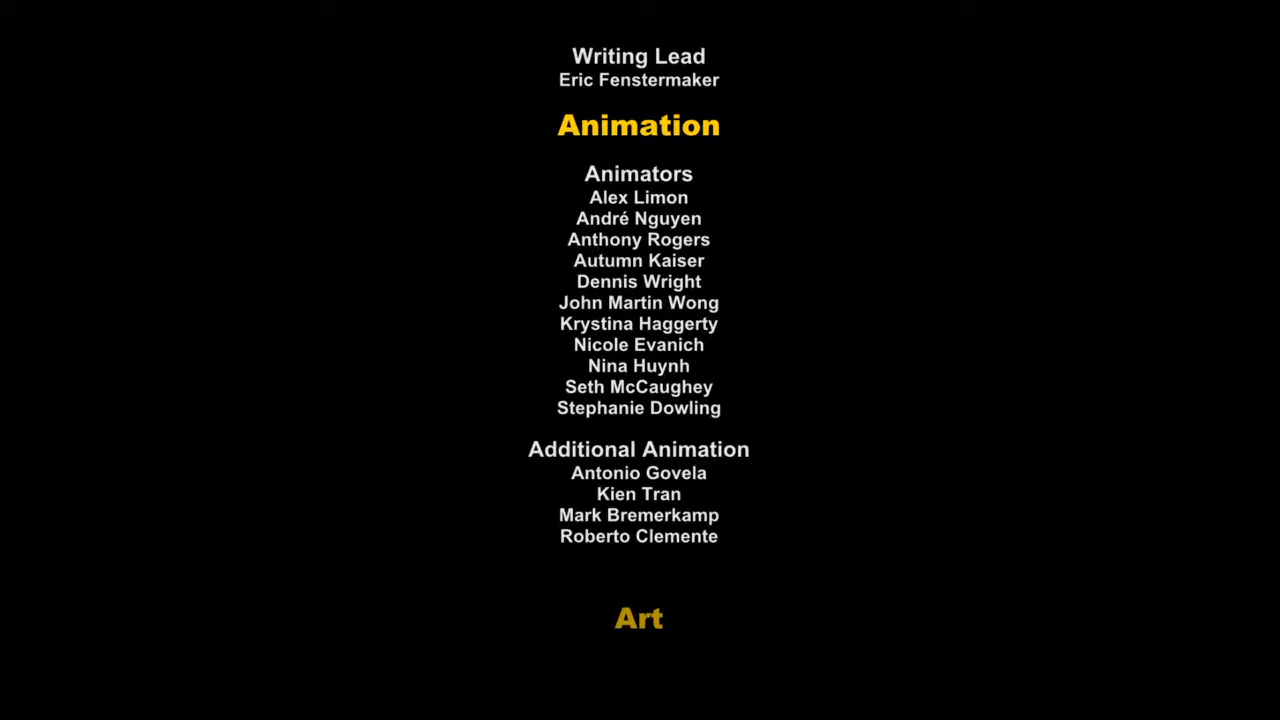 Writing Lead
Eric Fenstermaker
Animation
Animators
Alex Limon
André Nguyen
Anthony Rogers
Autumn Kaiser
Dennis Wright
John Martin Wong
Krystina Haggerty
Nicole Evanich
Nina Huynh
Seth McCaughey
Stephanie Dowling
Additional Animation
Antonio Govela
Kien Tran
Mark Bremerkamp
Roberto Clemente
Art